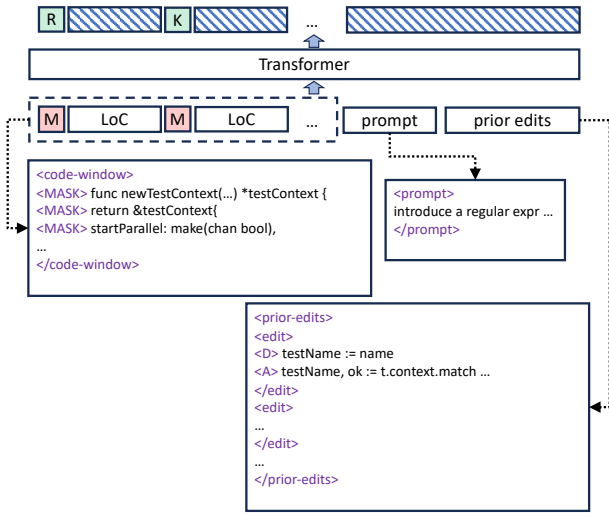 R K ...
Transformer
M LoC M LoC ... prompt prior edits
<code-window>
<MASK> func newTestContext(...) *testContext {
<MASK> return &testContext{
<MASK> startParallel: make(chan bool),
...
</code-window>
<prompt>
introduce a regular expr ...
</prompt>
<prior-edits>
<edit>
<D> testName := name
<A> testName, ok := t.context.match ...
</edit>
<edit>
...
</edit>
...
</prior-edits>